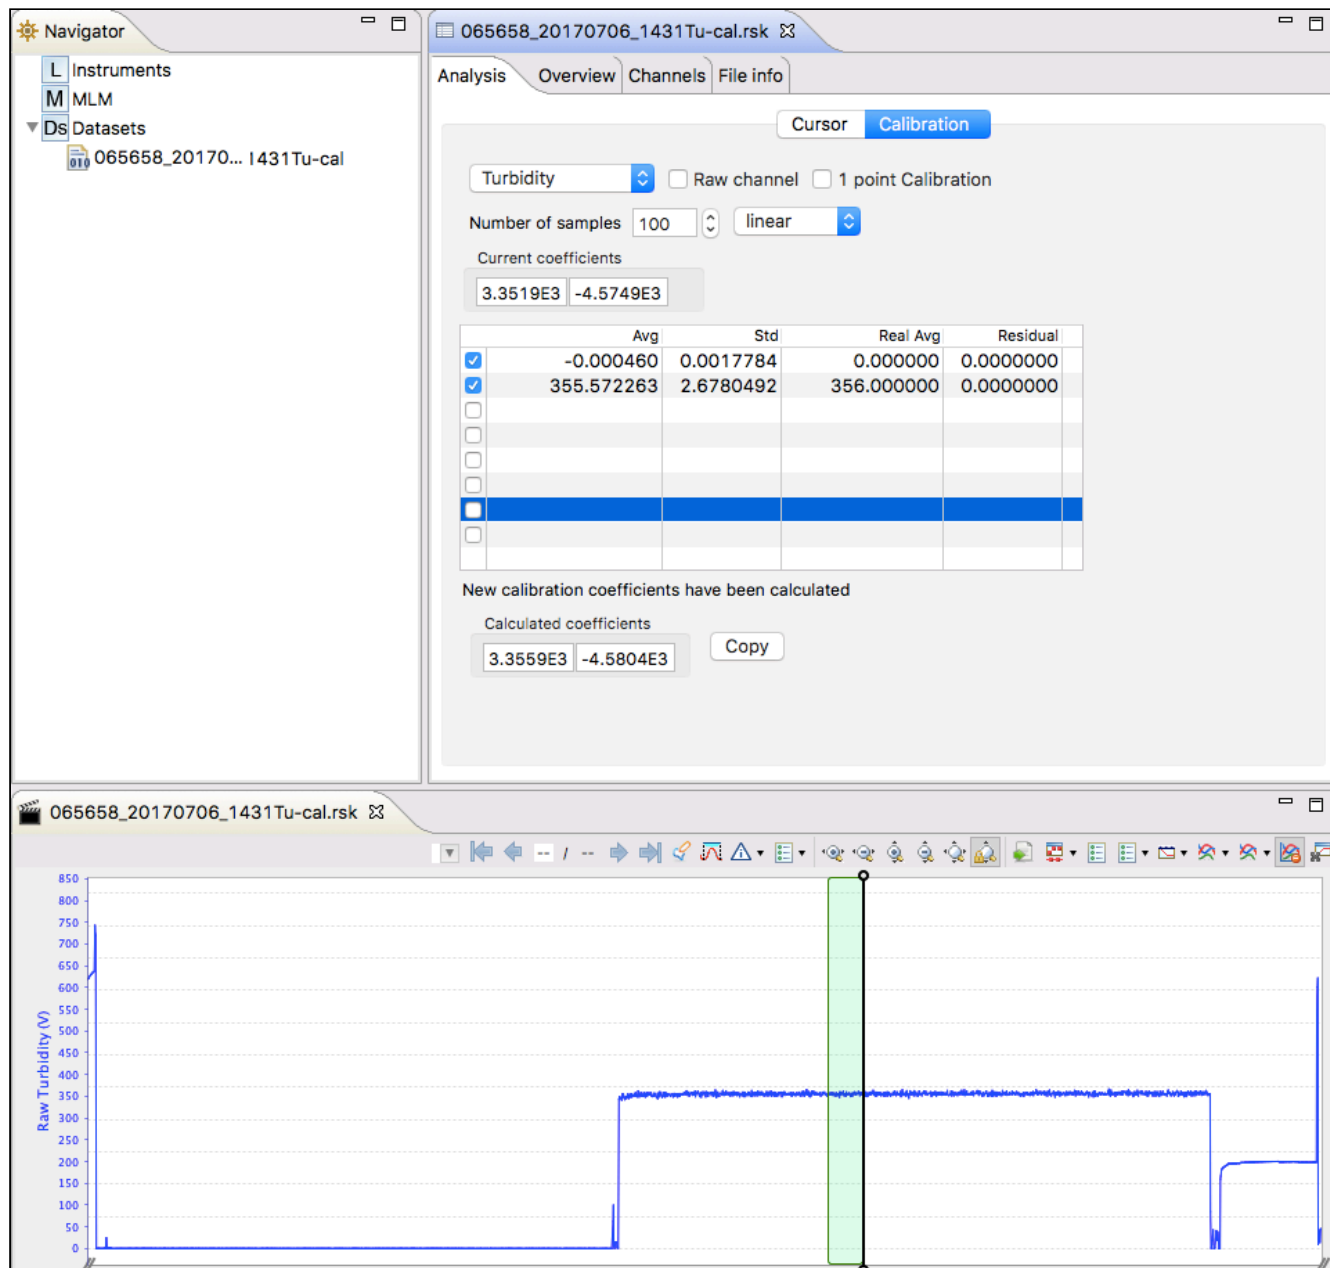 Navigator
L Instruments
M MLM
Ds Datasets
010 065658_20170... I431Tu-cal
065658_20170706_1431Tu-cal.rsk
Analysis Overview Channels File info
Cursor Calibration
Turbidity Raw channel 1 point Calibration
Number of samples 100 linear
Current coefficients
3.3519E3 -4.5749E3
Avg Std Real Avg Residual
-0.000460 0.0017784 0.000000 0.0000000
355.572263 2.6780492 356.000000 0.0000000
New calibration coefficients have been calculated
Calculated coefficients
3.3559E3 -4.5804E3 Copy
065658_20170706_1431Tu-cal.rsk
-- / --
Raw Turbidity (V)
850
800
750
700
650
600
550
500
450
400
350
300
250
200
150
100
50
0